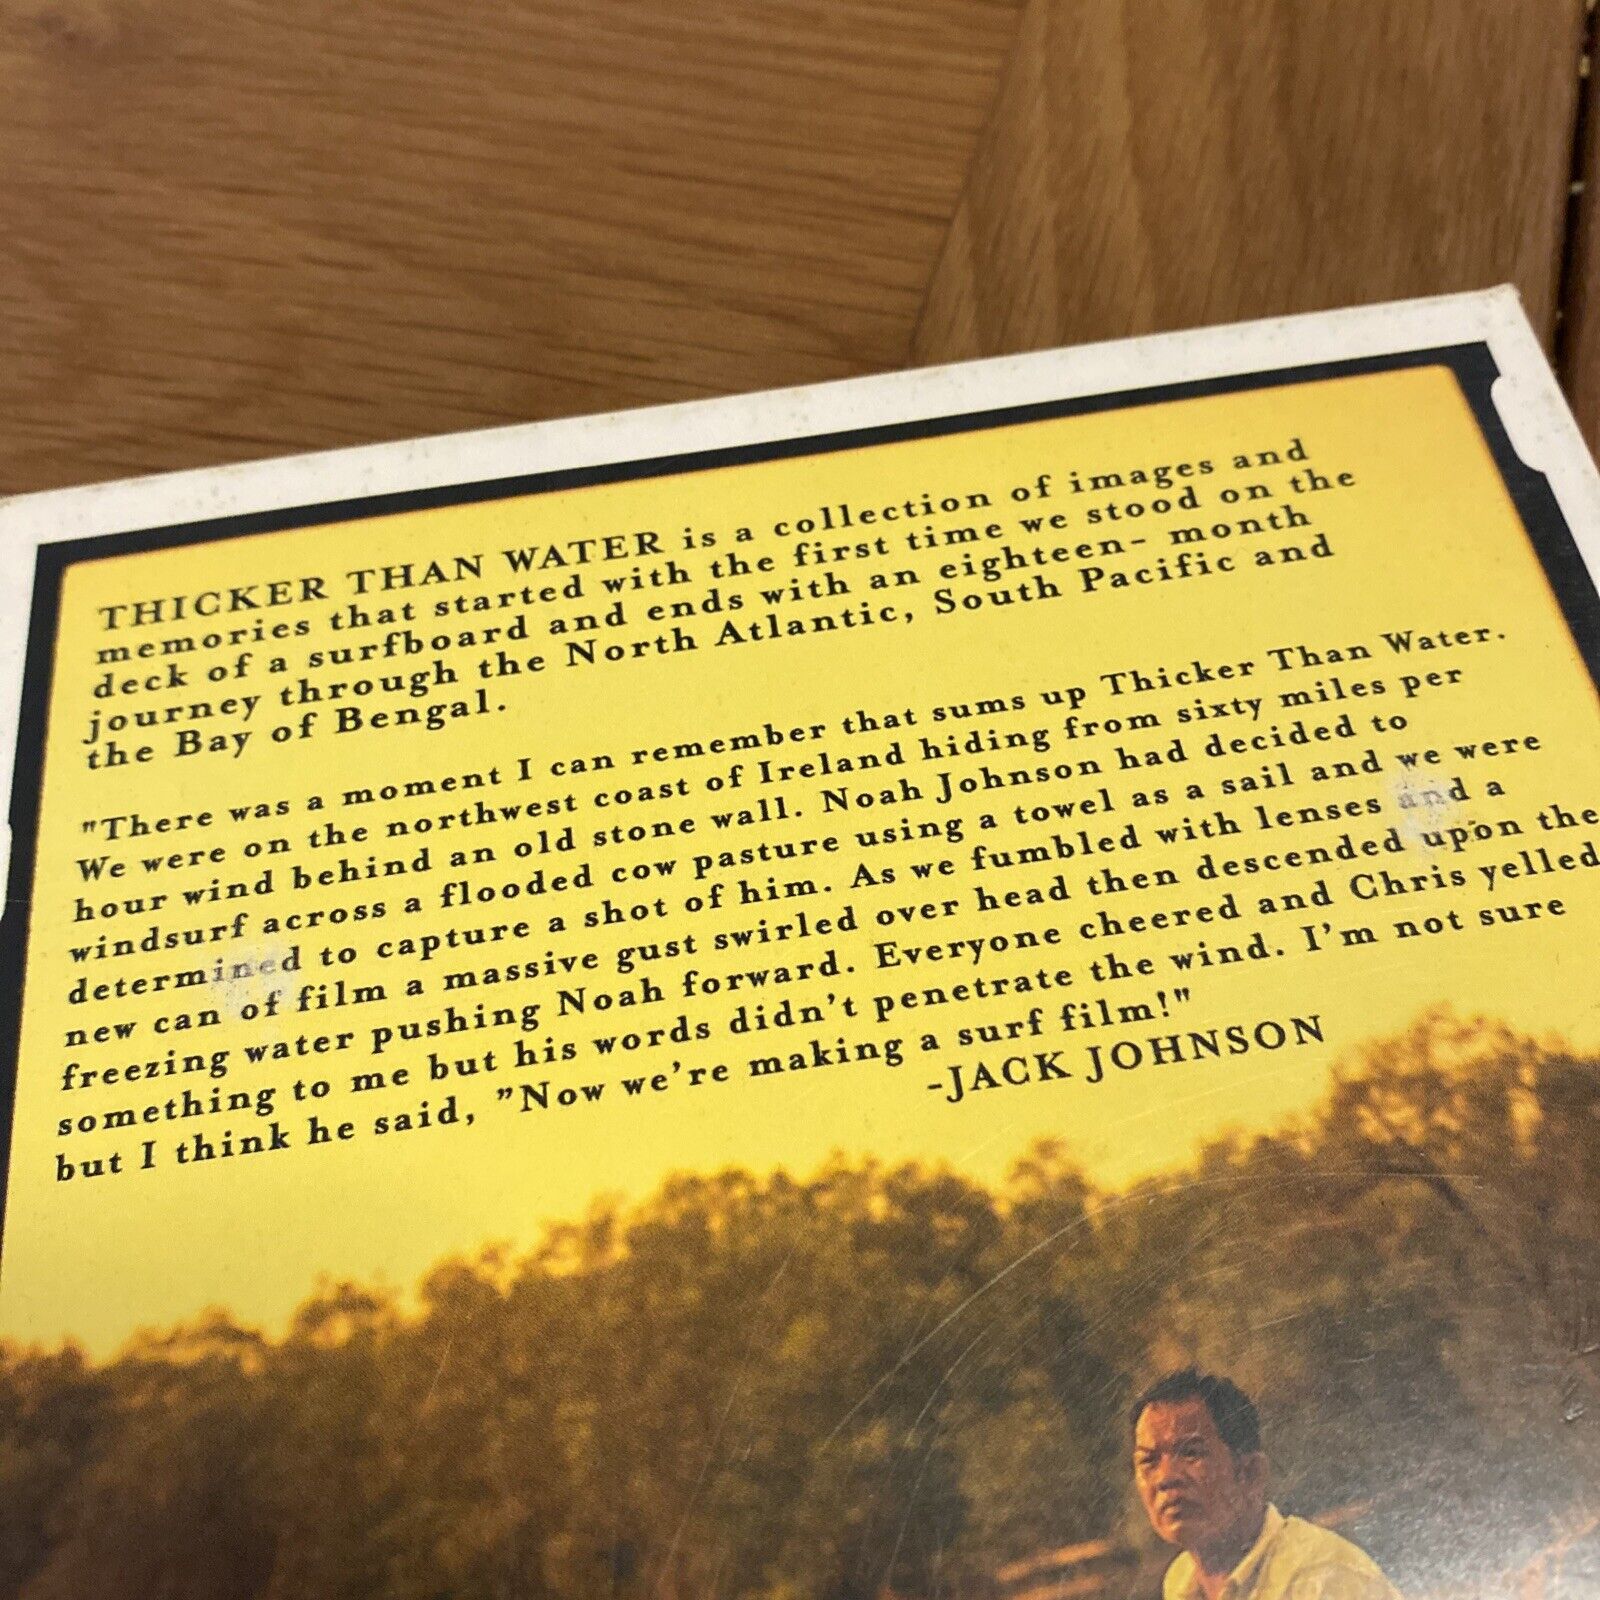 THICKER THAN WATER is a collection of images and
memories that started with the first time we stood on the
deck of a surfboard and ends with an eighteen- month
journey through the North Atlantic, South Pacific and
the Bay of Bengal.
"There was a moment I can remember that sums up Thicker Than Water.
We were on the northwest coast of Ireland hiding from sixty miles per
hour wind behind an old stone wall. Noah Johnson had decided to
windsurf across a flooded cow pasture using a towel as a sail and we were
determined to capture a shot of him. As we fumbled with lenses and a
new can of film a massive gust swirled over head then descended upon the
freezing water pushing Noah forward. Everyone cheered and Chris yelled
something to me but his words didn't penetrate the wind. I'm not sure
but I think he said, "Now we're making a surf film!"
-JACK JOHNSON